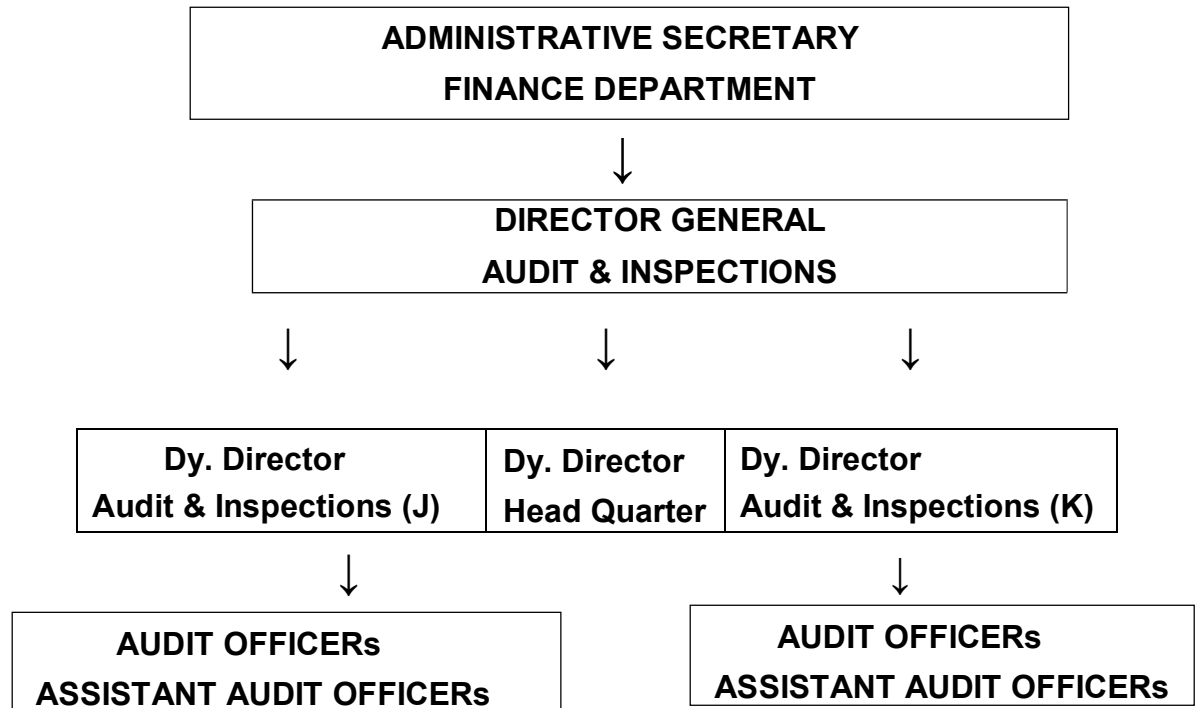 ADMINISTRATIVE SECRETARY
FINANCE DEPARTMENT
↓
DIRECTOR GENERAL
AUDIT & INSPECTIONS
↓ ↓ ↓
Dy. Director
Audit & Inspections (J)
Dy. Director
Head Quarter
Dy. Director
Audit & Inspections (K)
↓ ↓
AUDIT OFFICERs
ASSISTANT AUDIT OFFICERs
AUDIT OFFICERs
ASSISTANT AUDIT OFFICERs